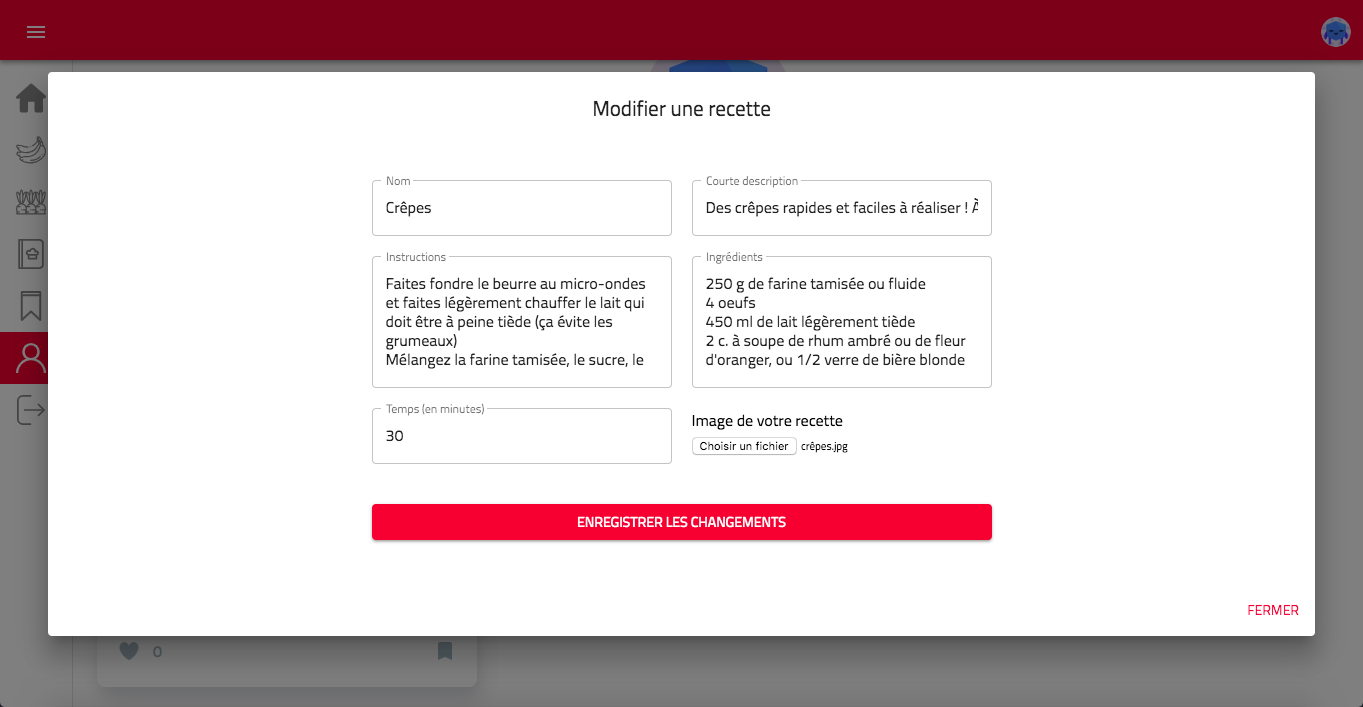 Modifier une recette
Nom
Crêpes
Courte description
Des crêpes rapides et faciles à réaliser ! À
Instructions
Faites fondre le beurre au micro-ondes
et faites légèrement chauffer le lait qui
doit être à peine tiède (ça évite les
grumeaux)
Mélangez la farine tamisée, le sucre, le
Ingrédients
250 g de farine tamisée ou fluide
4 oeufs
450 ml de lait légèrement tiède
2 c. à soupe de rhum ambré ou de fleur
d'oranger, ou 1/2 verre de bière blonde
Temps (en minutes)
30
Image de votre recette
Choisir un fichier crêpes.jpg
ENREGISTRER LES CHANGEMENTS
FERMER
0